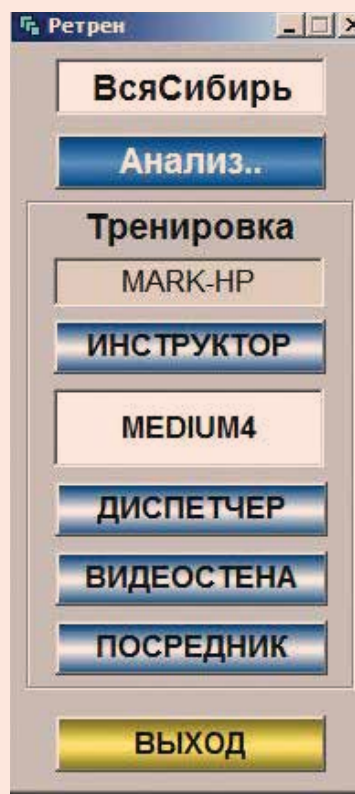 Ретрен
ВсяСибирь
Анализ..
Тренировка
MARK-HP
ИНСТРУКТОР
MEDIUM4
ДИСПЕТЧЕР
ВИДЕОСТЕНА
ПОСРЕДНИК
ВЫХОД